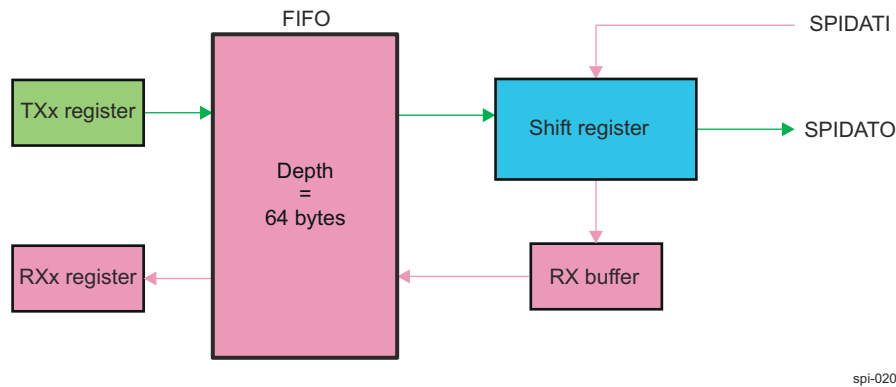 FIFO
SPIDATI
TXx register
Shift register
SPIDATO
Depth
=
64 bytes
RXx register
RX buffer
spi-020